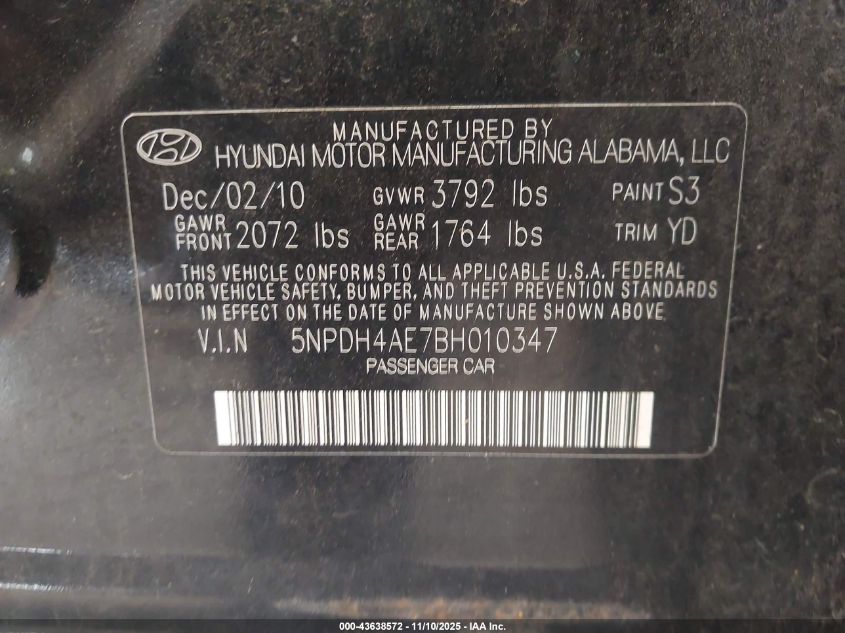 MANUFACTURED BY
HYUNDAI MOTOR MANUFACTURING ALABAMA, LLC
Dec/02/10 GVWR 3792 lbs PAINT S3
GAWR FRONT 2072 lbs GAWR REAR 1764 lbs TRIM YD
THIS VEHICLE CONFORMS TO ALL APPLICABLE U.S.A. FEDERAL
MOTOR VEHICLE SAFETY, BUMPER, AND THEFT PREVENTION STANDARDS
IN EFFECT ON THE DATE OF MANUFACTURE SHOWN ABOVE.
V.I.N 5NPDH4AE7BH010347
PASSENGER CAR
000-43638572 - 11/10/2025 - IAA Inc.